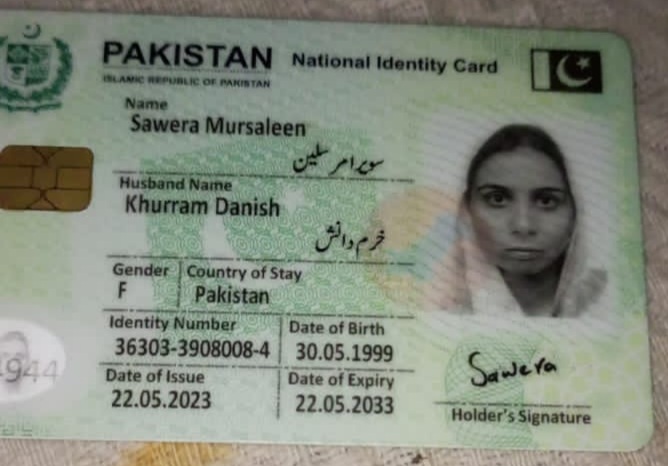 PAKISTAN National Identity Card
ISLAMIC REPUBLIC OF PAKISTAN
Name
Sawera Mursaleen
سویرا مرسلین
Husband Name
Khurram Danish
خرم دانش
Gender Country of Stay
F Pakistan
Identity Number Date of Birth
36303-3908008-4 30.05.1999
Date of Issue Date of Expiry
22.05.2023 22.05.2033
944
Sawera
Holder's Signature